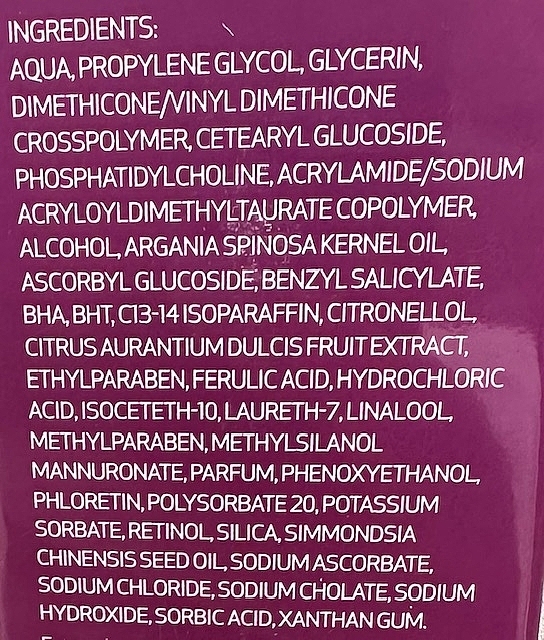 INGREDIENTS:
AQUA, PROPYLENE GLYCOL, GLYCERIN,
DIMETHICONE/VINYL DIMETHICONE
CROSSPOLYMER, CETEARYL GLUCOSIDE,
PHOSPHATIDYLCHOLINE, ACRYLAMIDE/SODIUM
ACRYLOYLDIMETHYLTAURATE COPOLYMER,
ALCOHOL, ARGANIA SPINOSA KERNEL OIL,
ASCORBYL GLUCOSIDE, BENZYL SALICYLATE,
BHA, BHT, C13-14 ISOPARAFFIN, CITRONELLOL,
CITRUS AURANTIUM DULCIS FRUIT EXTRACT,
ETHYLPARABEN, FERULIC ACID, HYDROCHLORIC
ACID, ISOCETETH-10, LAURETH-7, LINALOOL,
METHYLPARABEN, METHYLSILANOL
MANNURONATE, PARFUM, PHENOXYETHANOL,
PHLORETIN, POLYSORBATE 20, POTASSIUM
SORBATE, RETINOL, SILICA, SIMMONDSIA
CHINENSIS SEED OIL, SODIUM ASCORBATE,
SODIUM CHLORIDE, SODIUM CHOLATE, SODIUM
HYDROXIDE, SORBIC ACID, XANTHAN GUM.